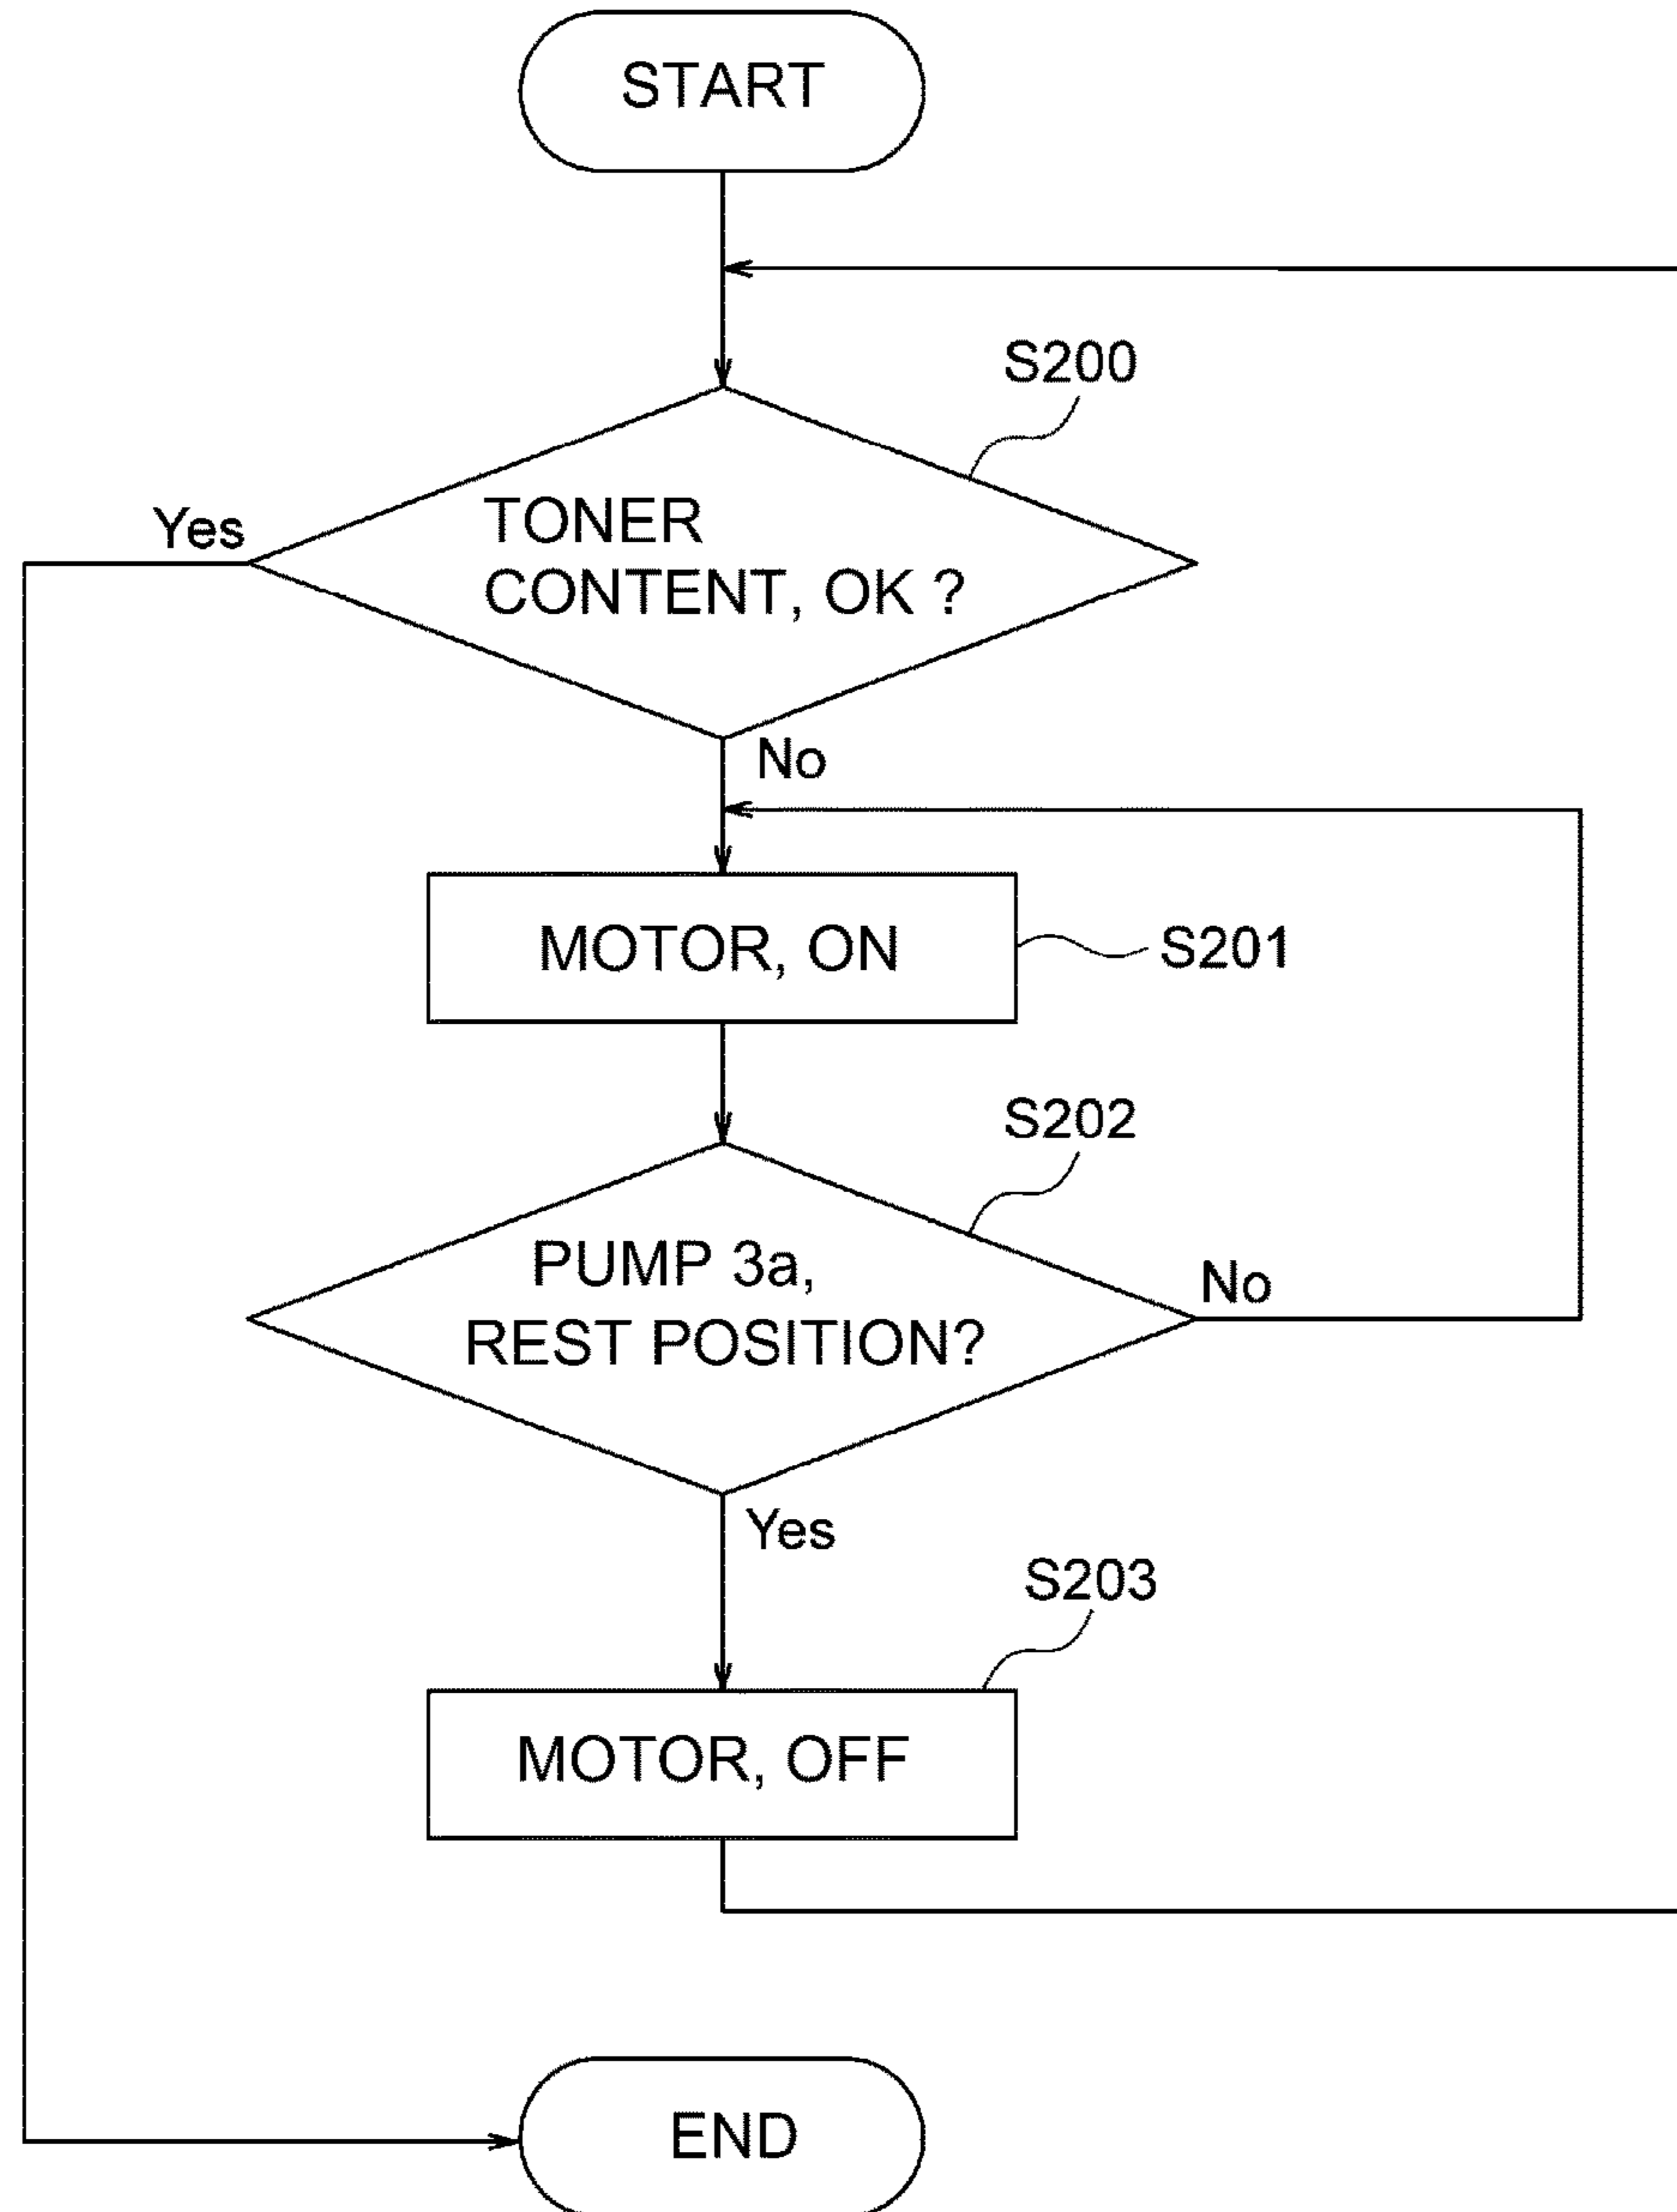 START
S200
Yes
TONER
CONTENT, OK ?
No
MOTOR, ON
S201
S202
PUMP 3a,
REST POSITION?
No
Yes
S203
MOTOR, OFF
END